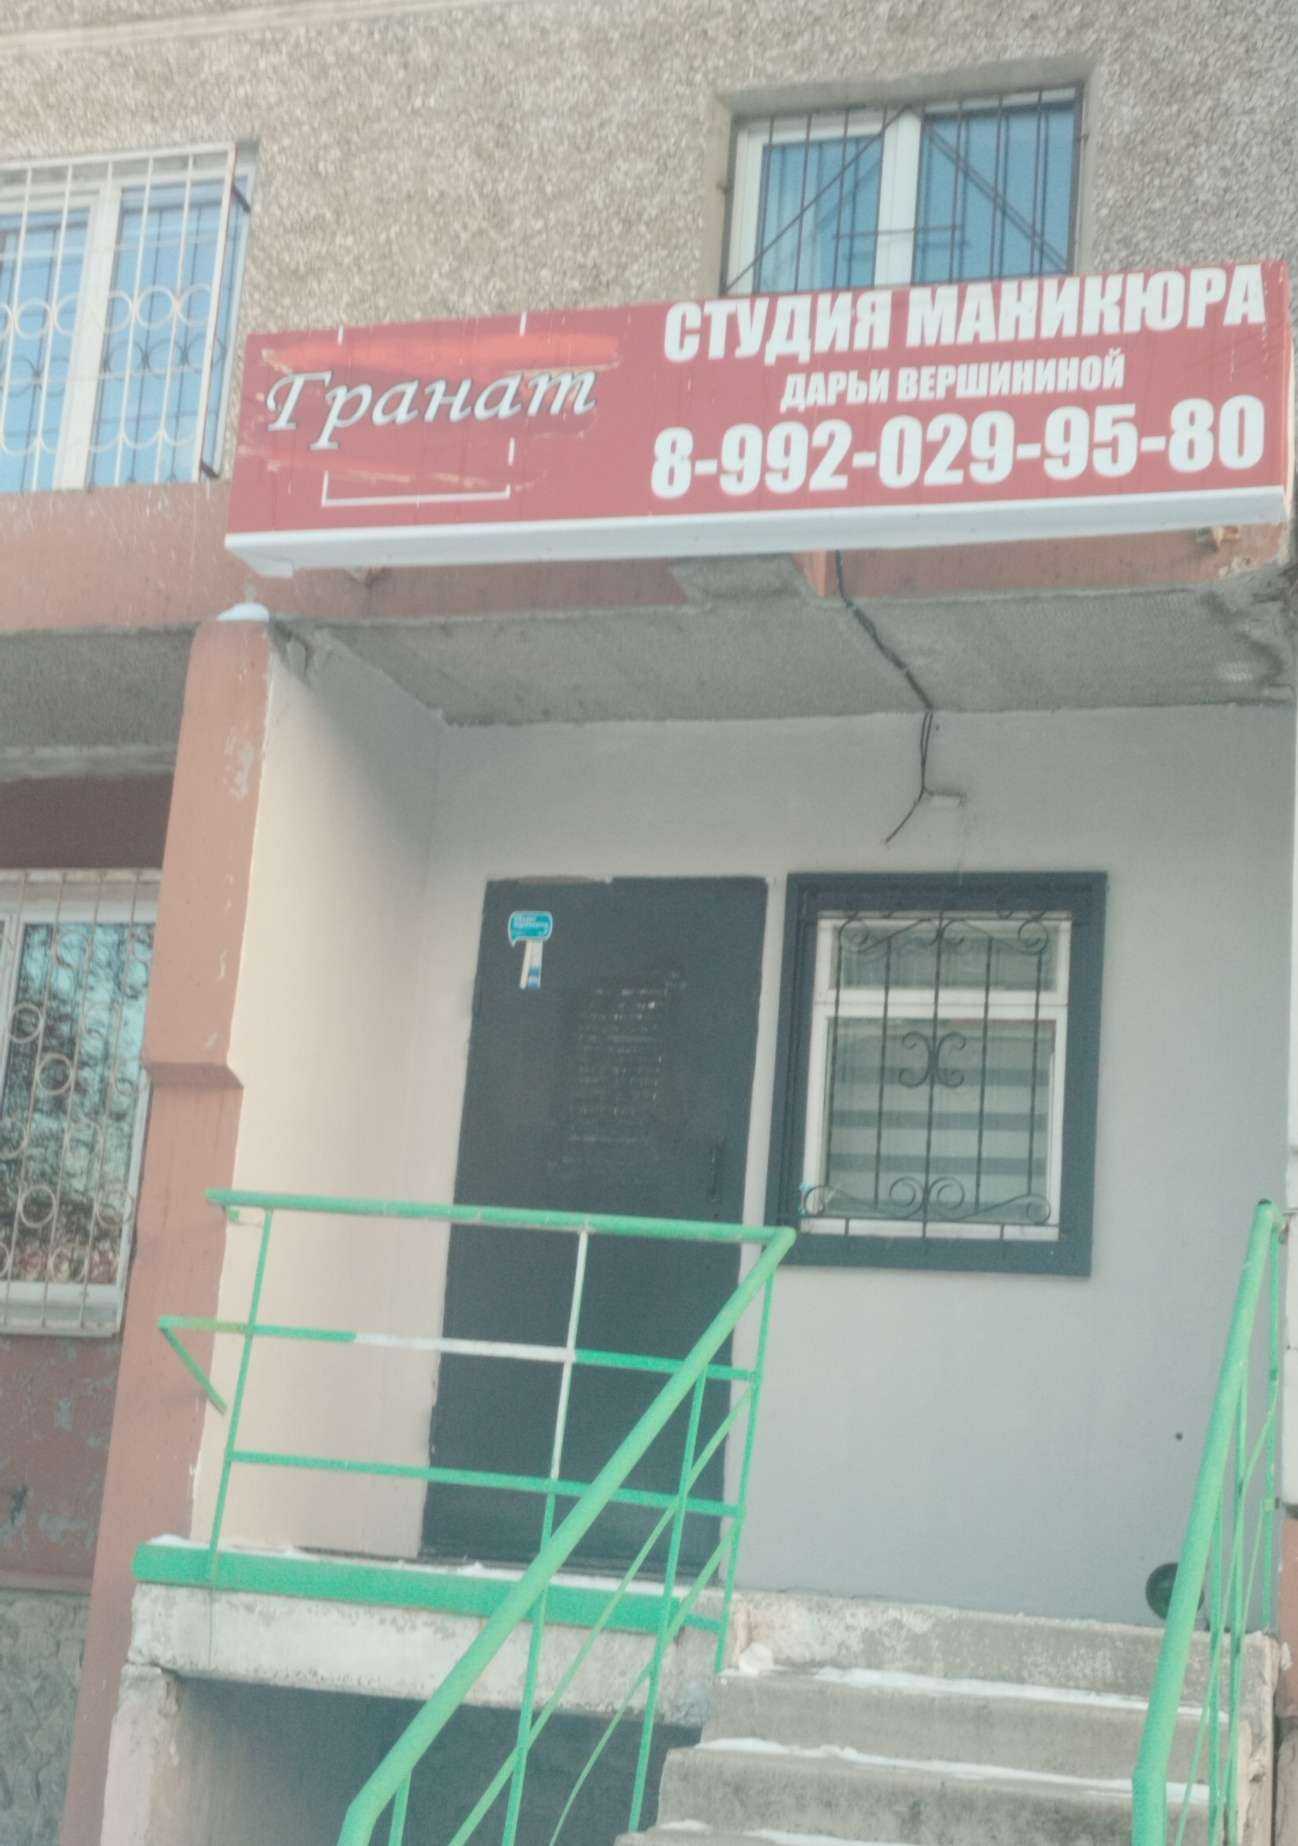 Гранат
СТУДИЯ МАНИКЮРА
ДАРЬИ ВЕРШИНИНОЙ
8-992-029-95-80